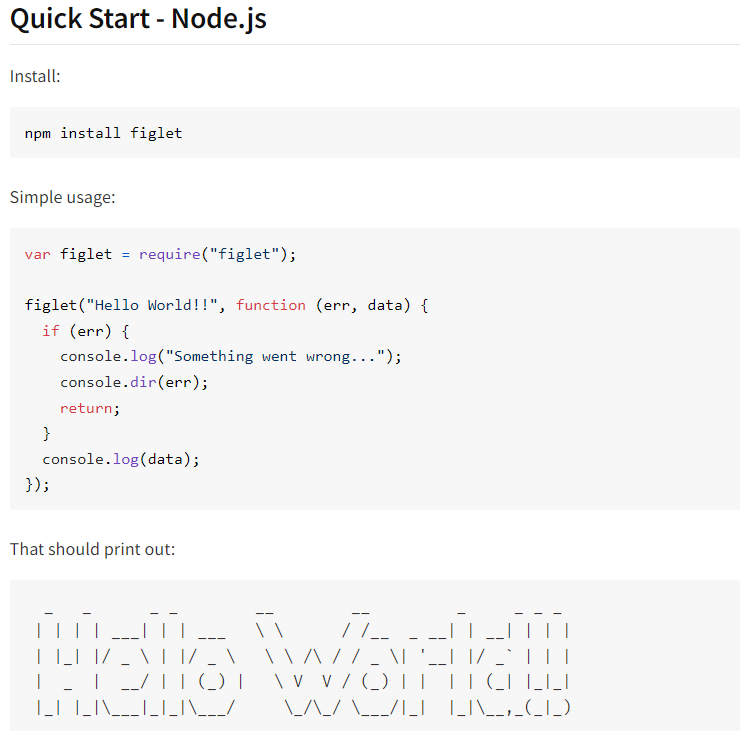 Quick Start - Node.js
Install:
npm install figlet
Simple usage:
var figlet = require("figlet");
figlet("Hello World!!", function (err, data) {
  if (err) {
    console.log("Something went wrong...");
    console.dir(err);
    return;
  }
  console.log(data);
});
That should print out:
  _   _      _ _        __        __         _     _ _ _
 | | | | ___| | | ___   \ \      / /__  _ __| | __| | | |
 | |_| |/ _ \ | |/ _ \   \ \ /\ / / _ \| '__| |/ _` | | |
 |  _  |  __/ | | (_) |   \ V  V / (_) | |  | | (_| |_|_|
 |_| |_|\___|_|_|\___/     \_/\_/ \___/|_|  |_|\__,_(_|_)